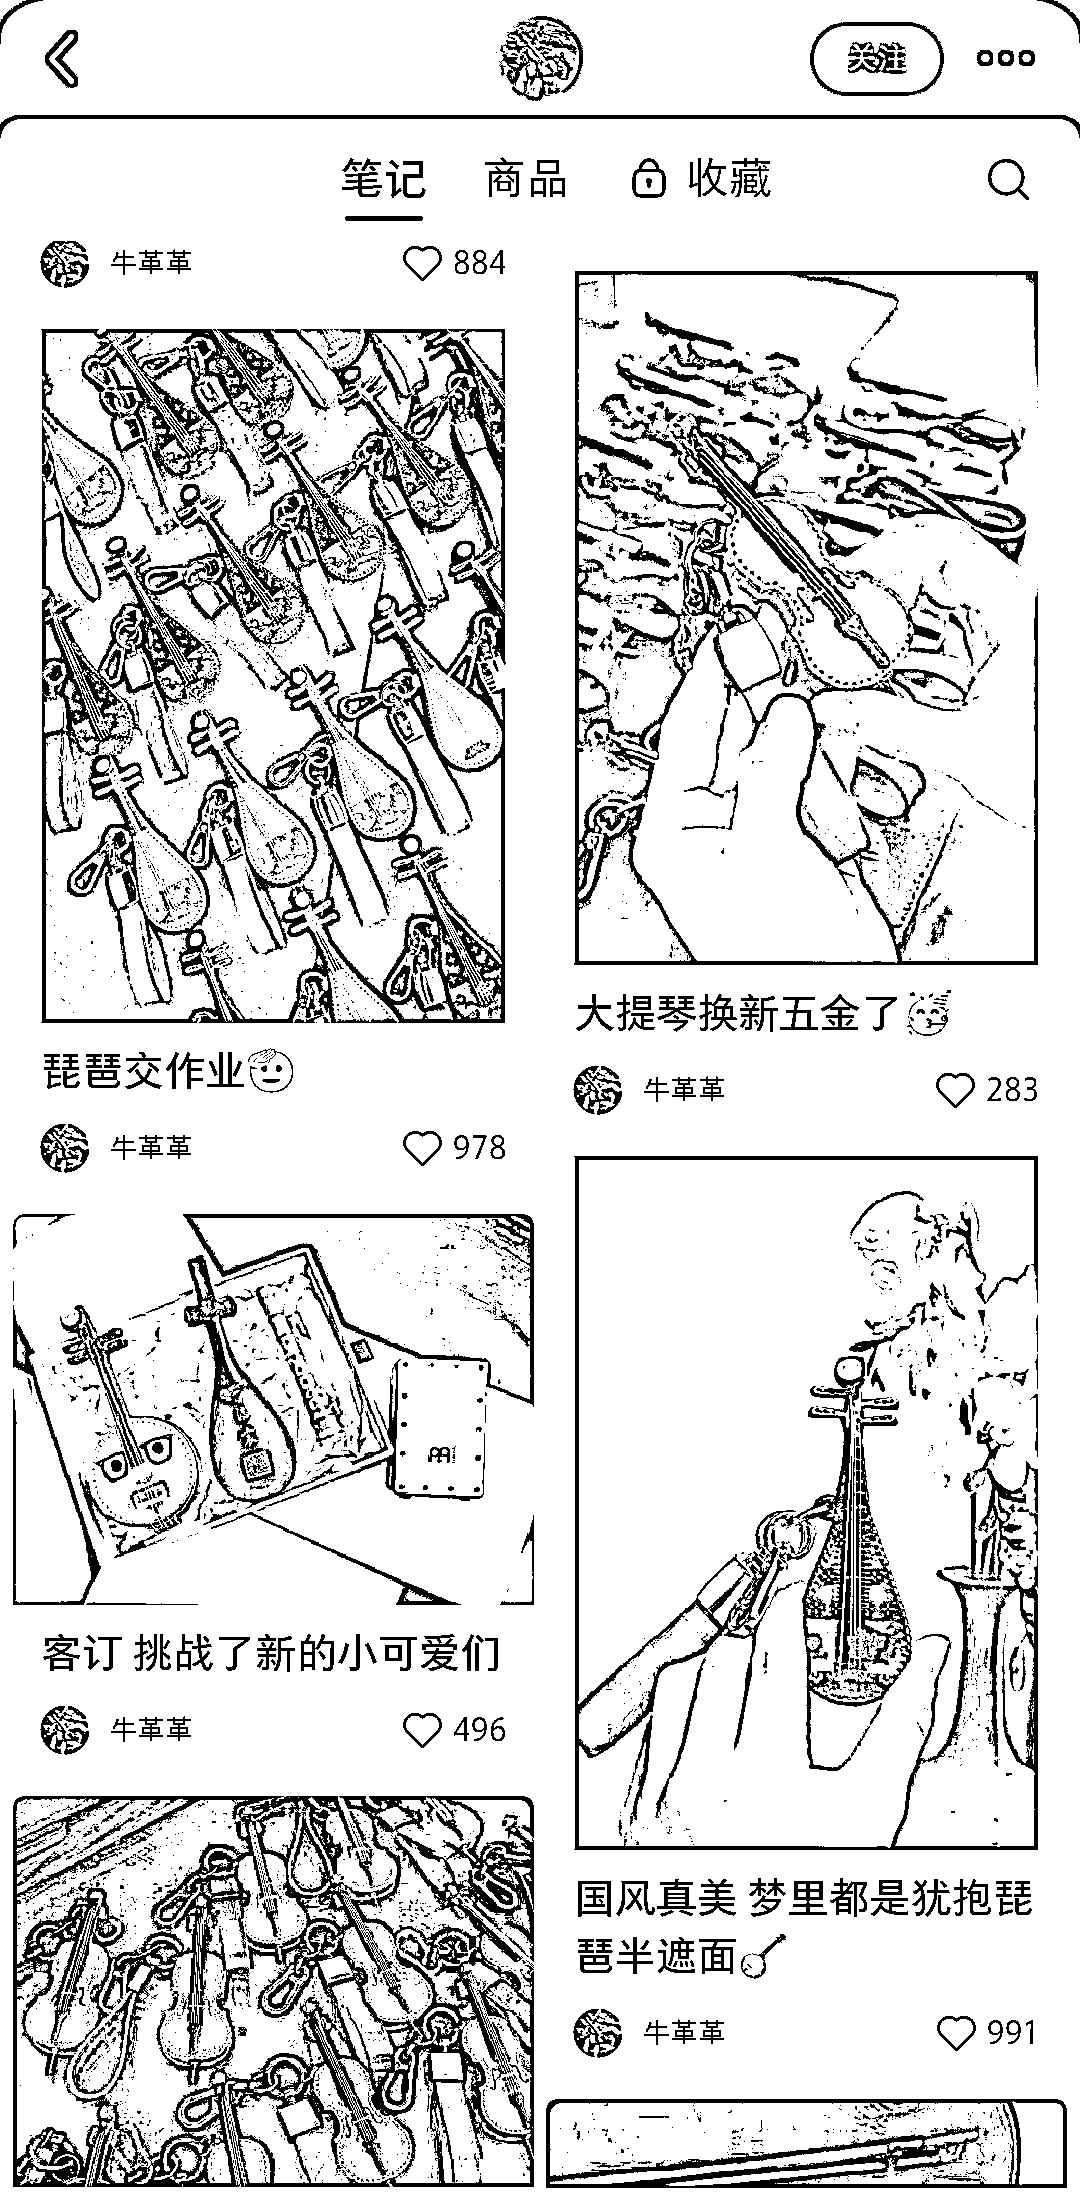 关注
笔记 商品 收藏
牛革革 884
琵琶交作业
牛革革 978
客订 挑战了新的小可爱们
牛革革 496
大提琴换新五金了
牛革革 283
国风真美 梦里都是犹抱琵
琶半遮面
牛革革 991